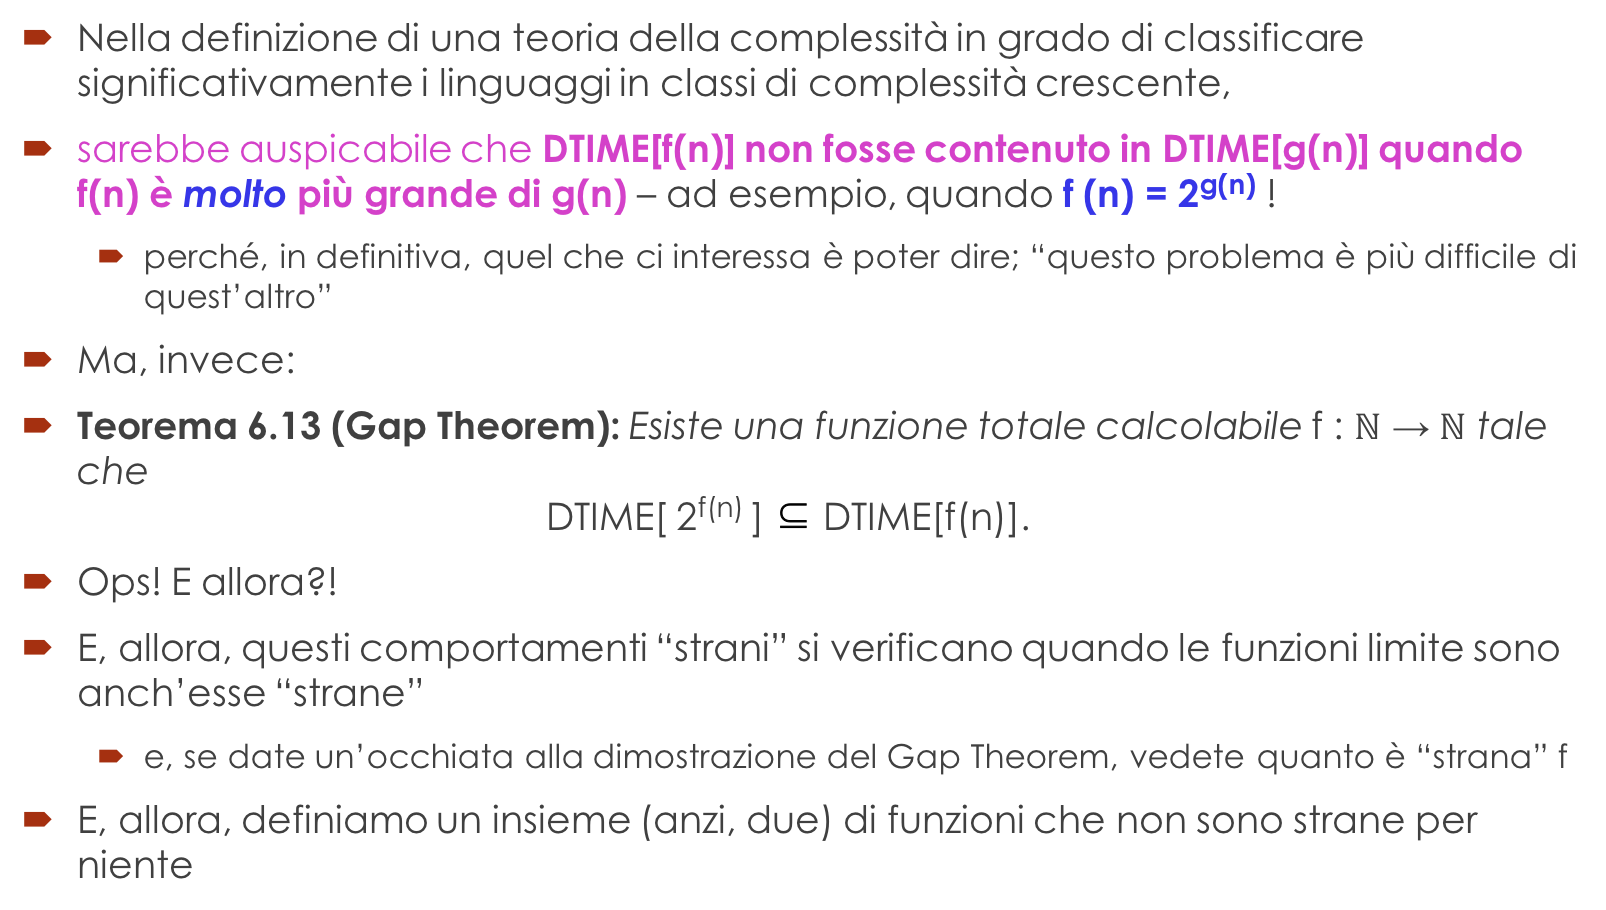 Nella definizione di una teoria della complessità in grado di classificare
significativamente i linguaggi in classi di complessità crescente,
sarebbe auspicabile che DTIME[f(n)] non fosse contenuto in DTIME[g(n)] quando
f(n) è molto più grande di g(n) – ad esempio, quando f (n) = 2^g(n) !
perché, in definitiva, quel che ci interessa è poter dire; “questo problema è più difficile di
quest’altro”
Ma, invece:
Teorema 6.13 (Gap Theorem): Esiste una funzione totale calcolabile f : ℕ → ℕ tale
che
DTIME[ 2^f(n) ] ⊆ DTIME[f(n)].
Ops! E allora?!
E, allora, questi comportamenti “strani” si verificano quando le funzioni limite sono
anch’esse “strane”
e, se date un’occhiata alla dimostrazione del Gap Theorem, vedete quanto è “strana” f
E, allora, definiamo un insieme (anzi, due) di funzioni che non sono strane per
niente